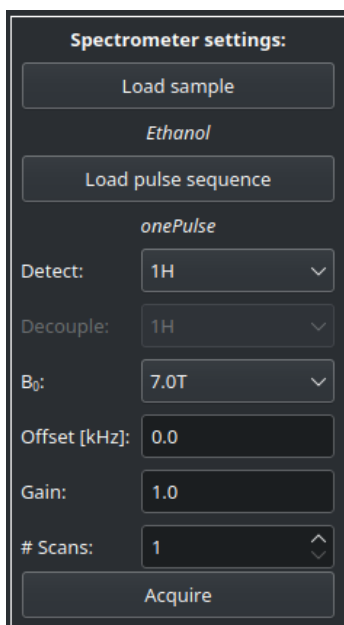 Spectrometer settings:
Load sample
Ethanol
Load pulse sequence
onePulse
Detect: 1H
Decouple: 1H
B₀: 7.0T
Offset [kHz]: 0.0
Gain: 1.0
# Scans: 1
Acquire